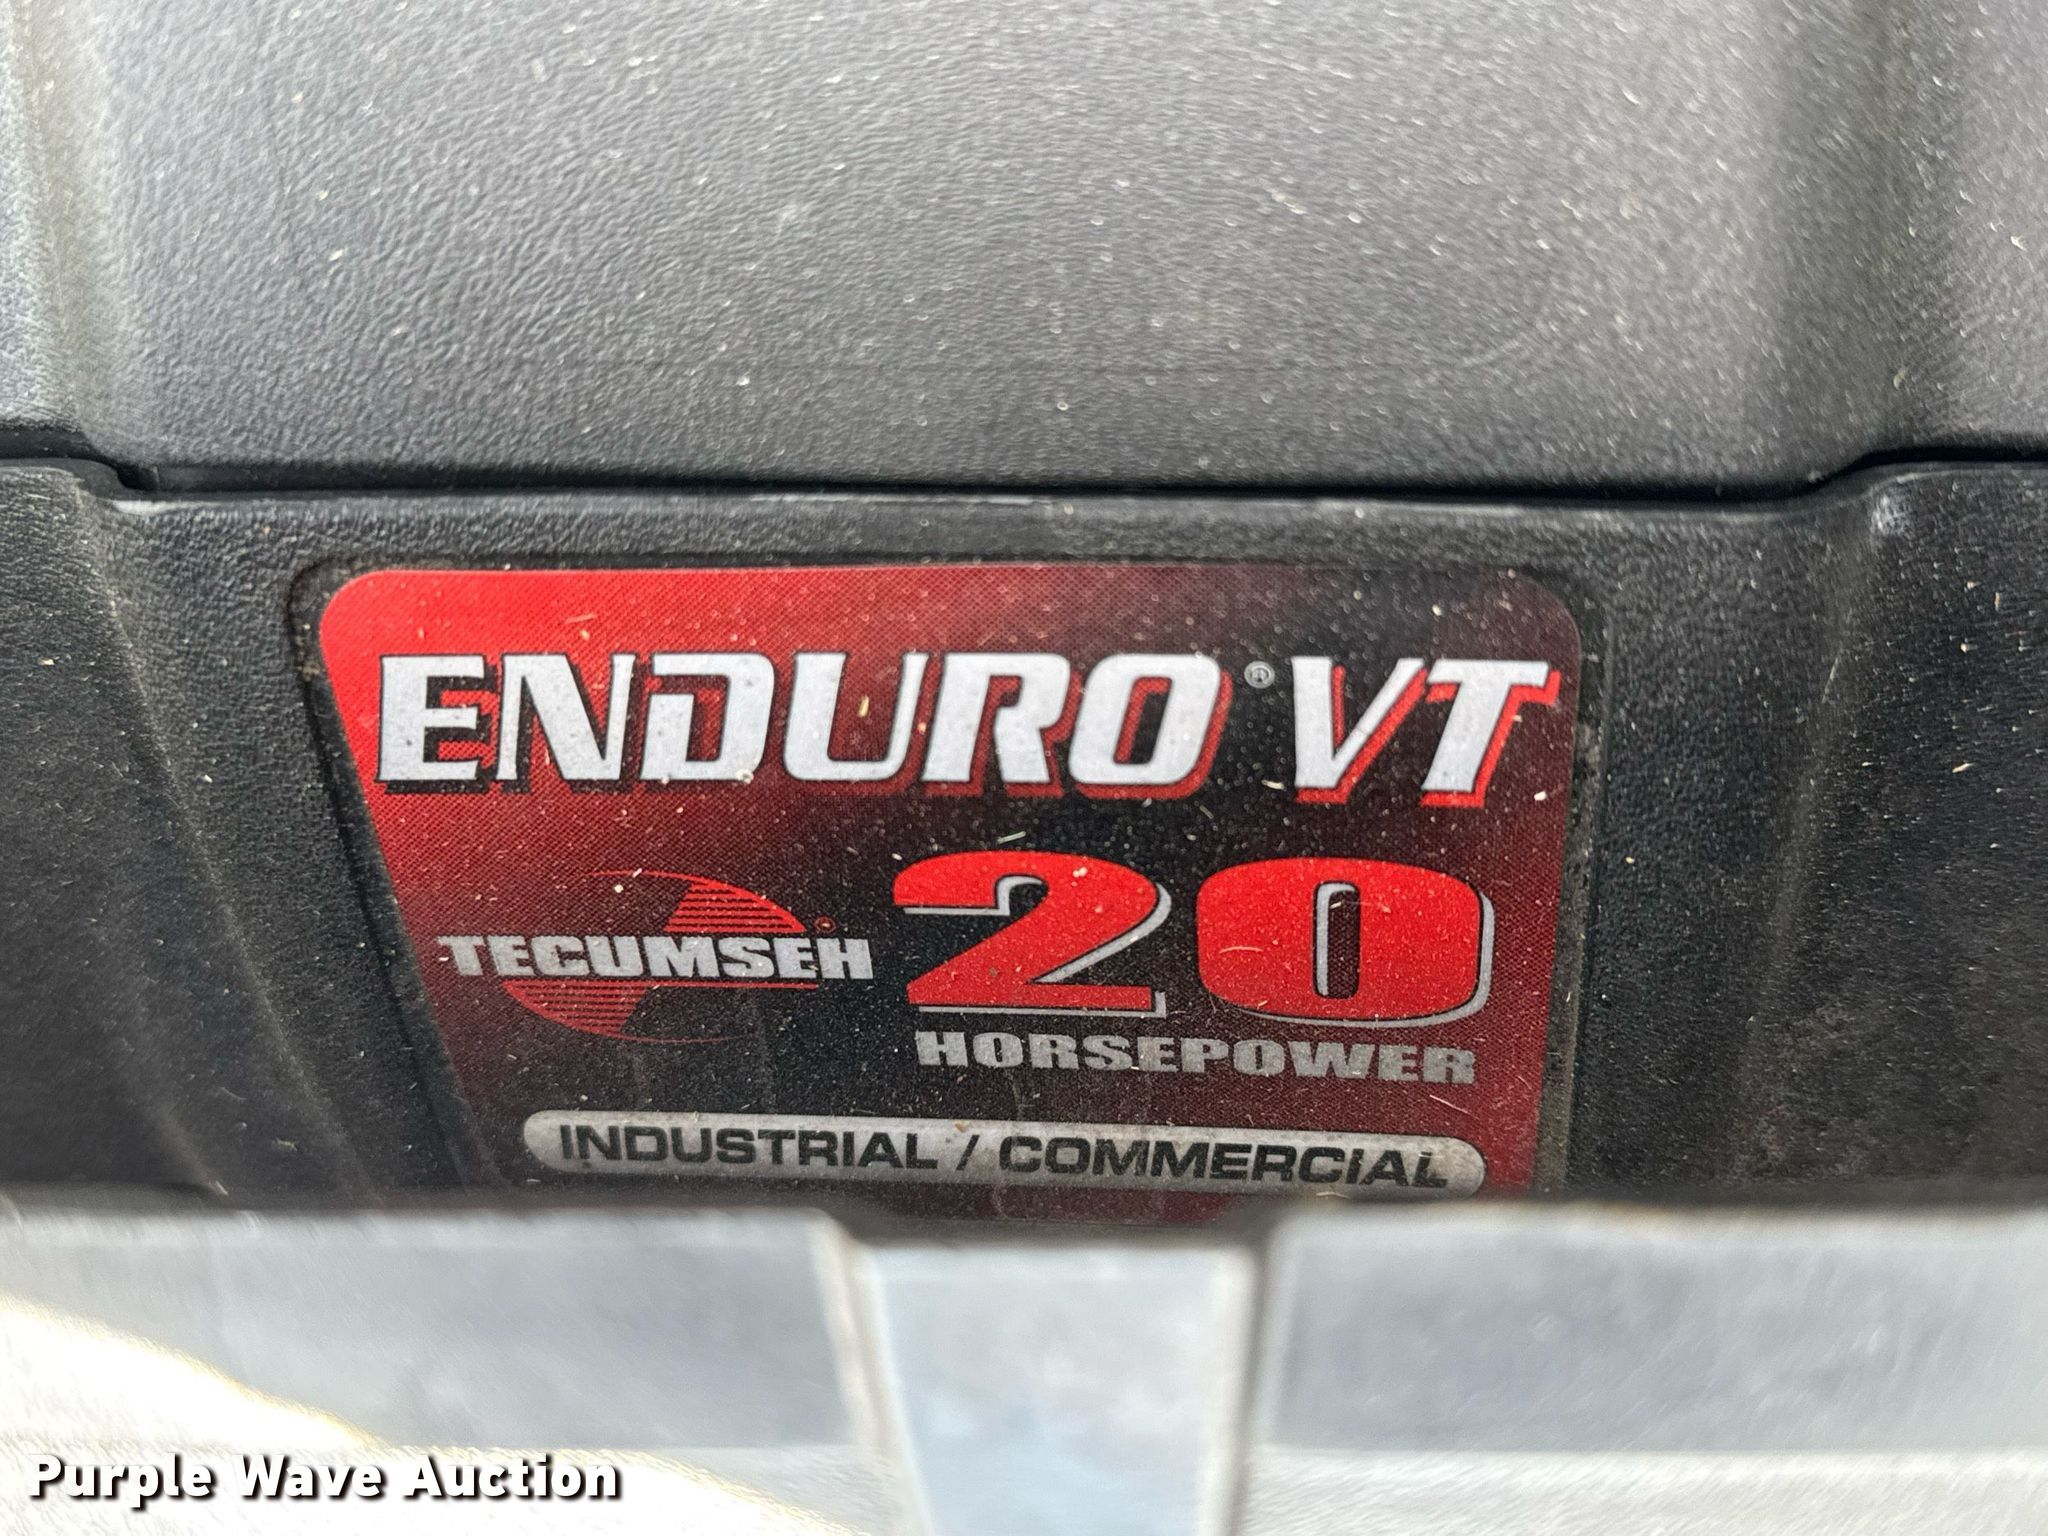 ENDURO® VT
TECUMSEH®
20
HORSEPOWER
INDUSTRIAL / COMMERCIAL
Purple Wave Auction